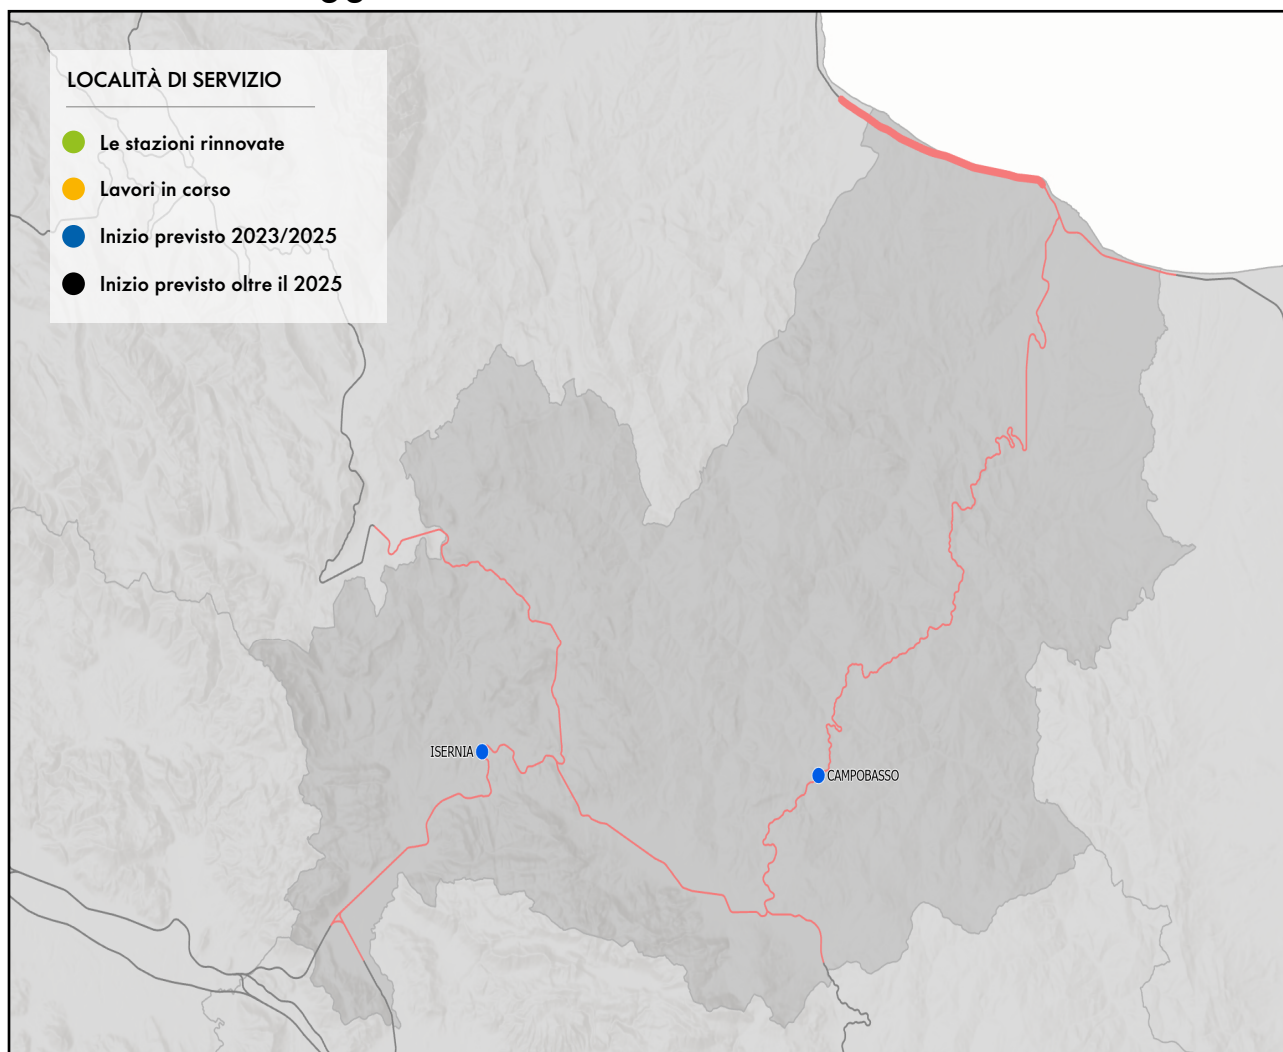 LOCALITÀ DI SERVIZIO
Le stazioni rinnovate
Lavori in corso
Inizio previsto 2023/2025
Inizio previsto oltre il 2025
ISERNIA
CAMPOBASSO